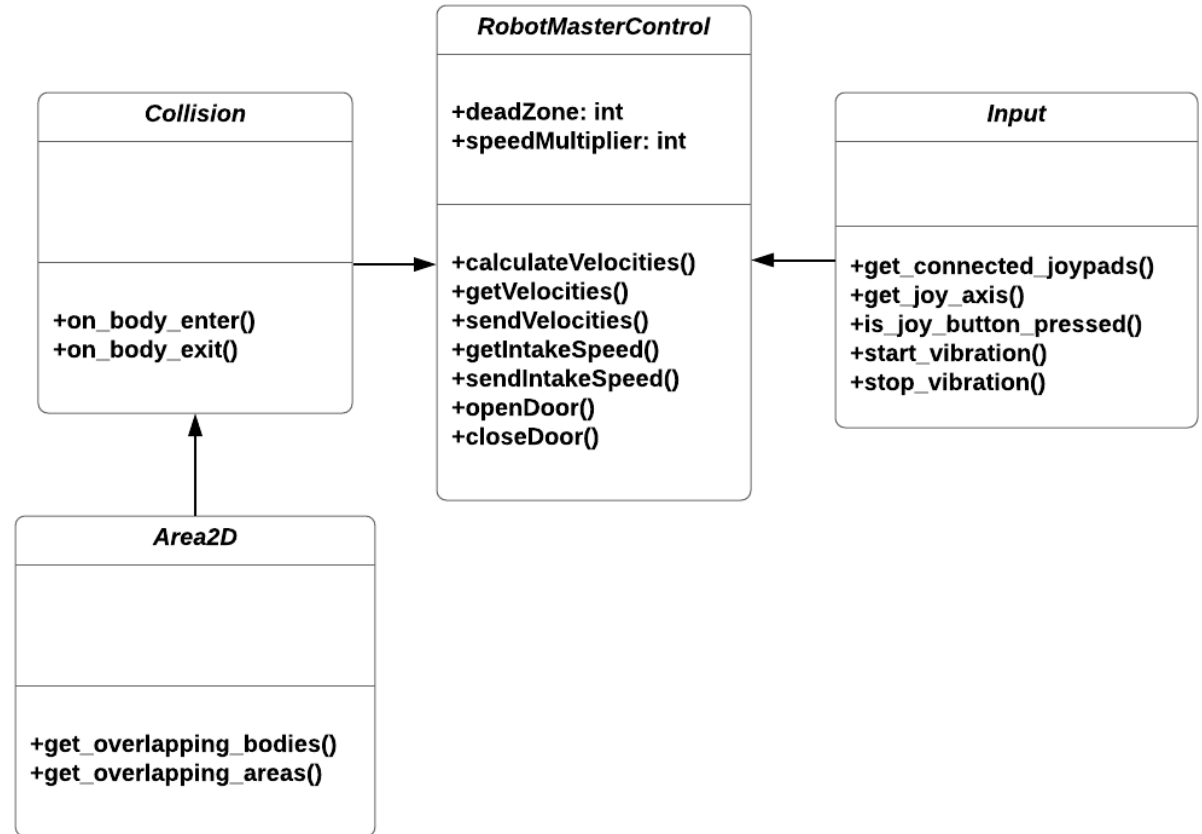 RobotMasterControl
+deadZone: int
+speedMultiplier: int
+calculateVelocities()
+getVelocities()
+sendVelocities()
+getIntakeSpeed()
+sendIntakeSpeed()
+openDoor()
+closeDoor()
Collision
+on_body_enter()
+on_body_exit()
Input
+get_connected_joypads()
+get_joy_axis()
+is_joy_button_pressed()
+start_vibration()
+stop_vibration()
Area2D
+get_overlapping_bodies()
+get_overlapping_areas()